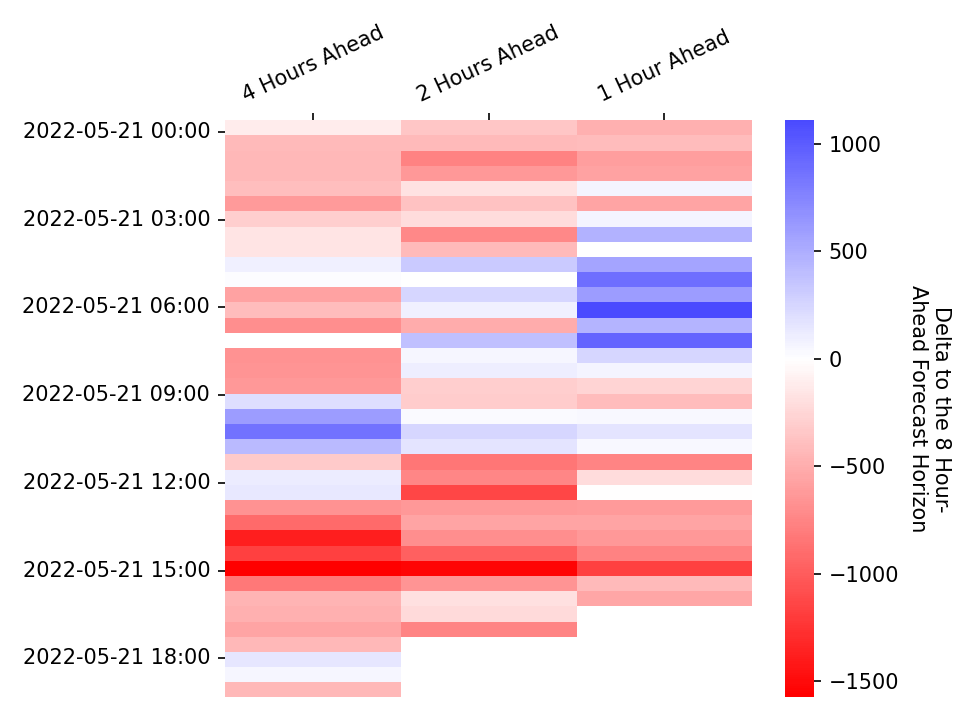 4 Hours Ahead
2 Hours Ahead
1 Hour Ahead
2022-05-21 00:00
2022-05-21 03:00
2022-05-21 06:00
2022-05-21 09:00
2022-05-21 12:00
2022-05-21 15:00
2022-05-21 18:00
1000
500
0
−500
−1000
−1500
Delta to the 8 Hour-
Ahead Forecast Horizon